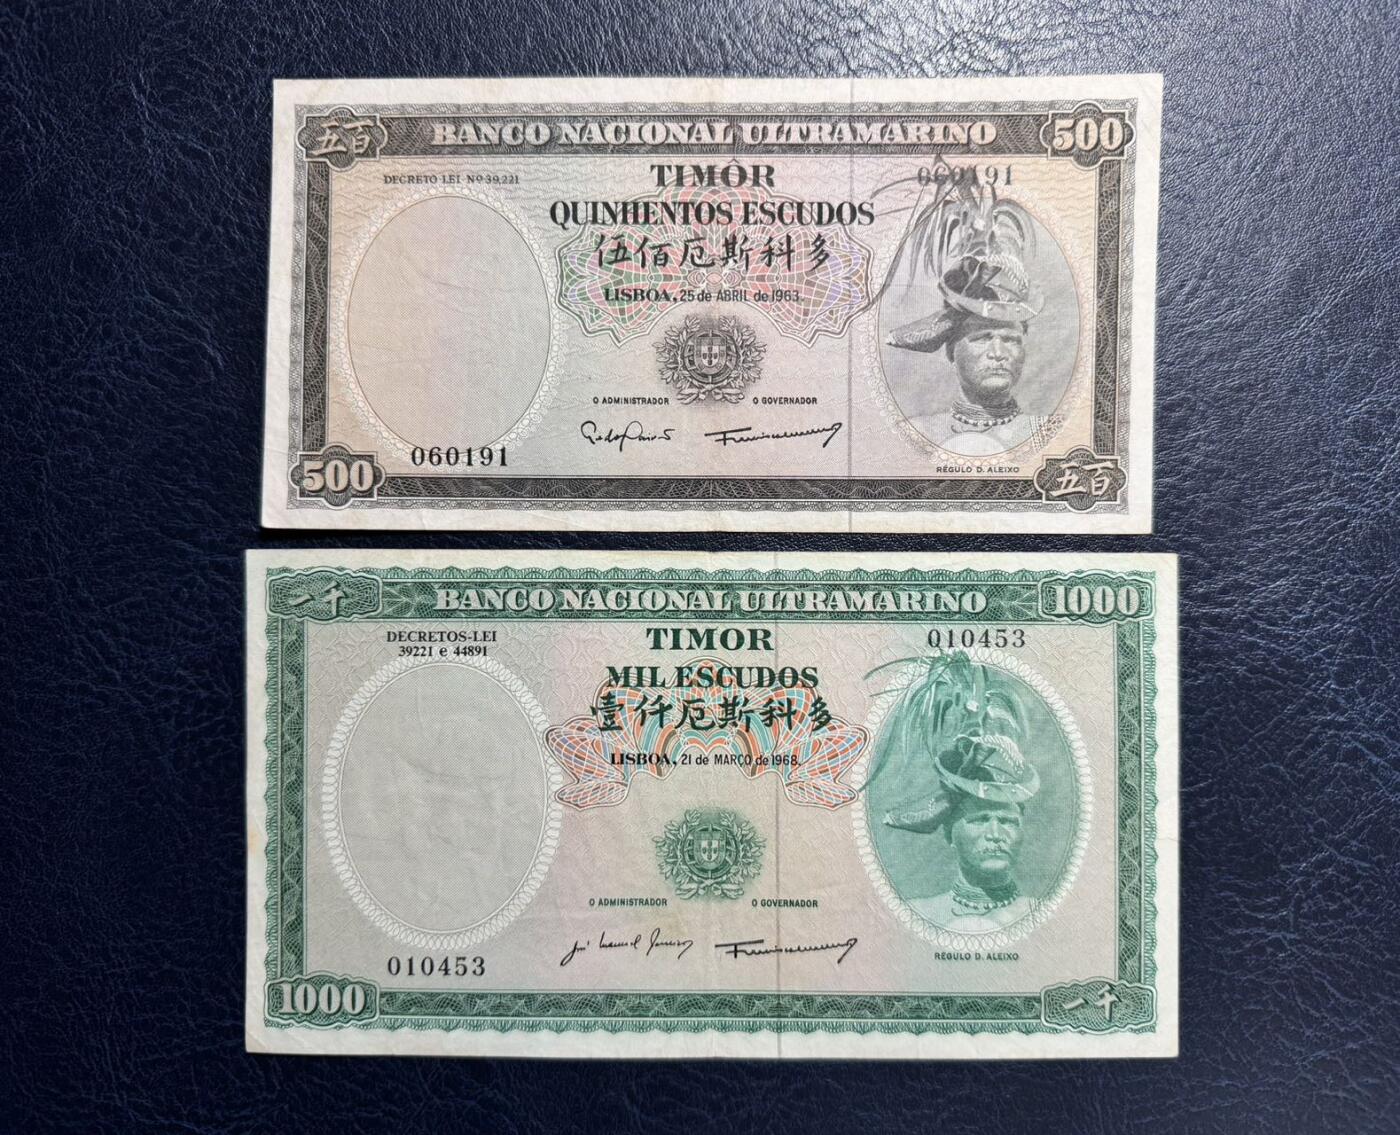 五百 BANCO NACIONAL ULTRAMARINO 500
DECRETO LEI Nº 39,221 TIMÔR 060191
QUINHENTOS ESCUDOS
伍佰厄斯科多
LISBOA, 25 de ABRIL de 1963.
O ADMINISTRADOR O GOVERNADOR
060191
RÉGULO D. ALEIXO
500 五百
一千 BANCO NACIONAL ULTRAMARINO 1000
DECRETOS-LEI TIMOR 010453
39221 e 44891
MIL ESCUDOS
壹仟厄斯科多
LISBOA, 21 de MARÇO de 1968.
O ADMINISTRADOR O GOVERNADOR
010453
RÉGULO D. ALEIXO
1000 一千